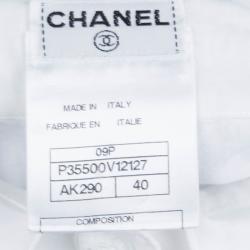 CHANEL
MADE IN ITALY
FABRIQUE EN ITALIE
09P
P35500V12127
AK290 40
COMPOSITION